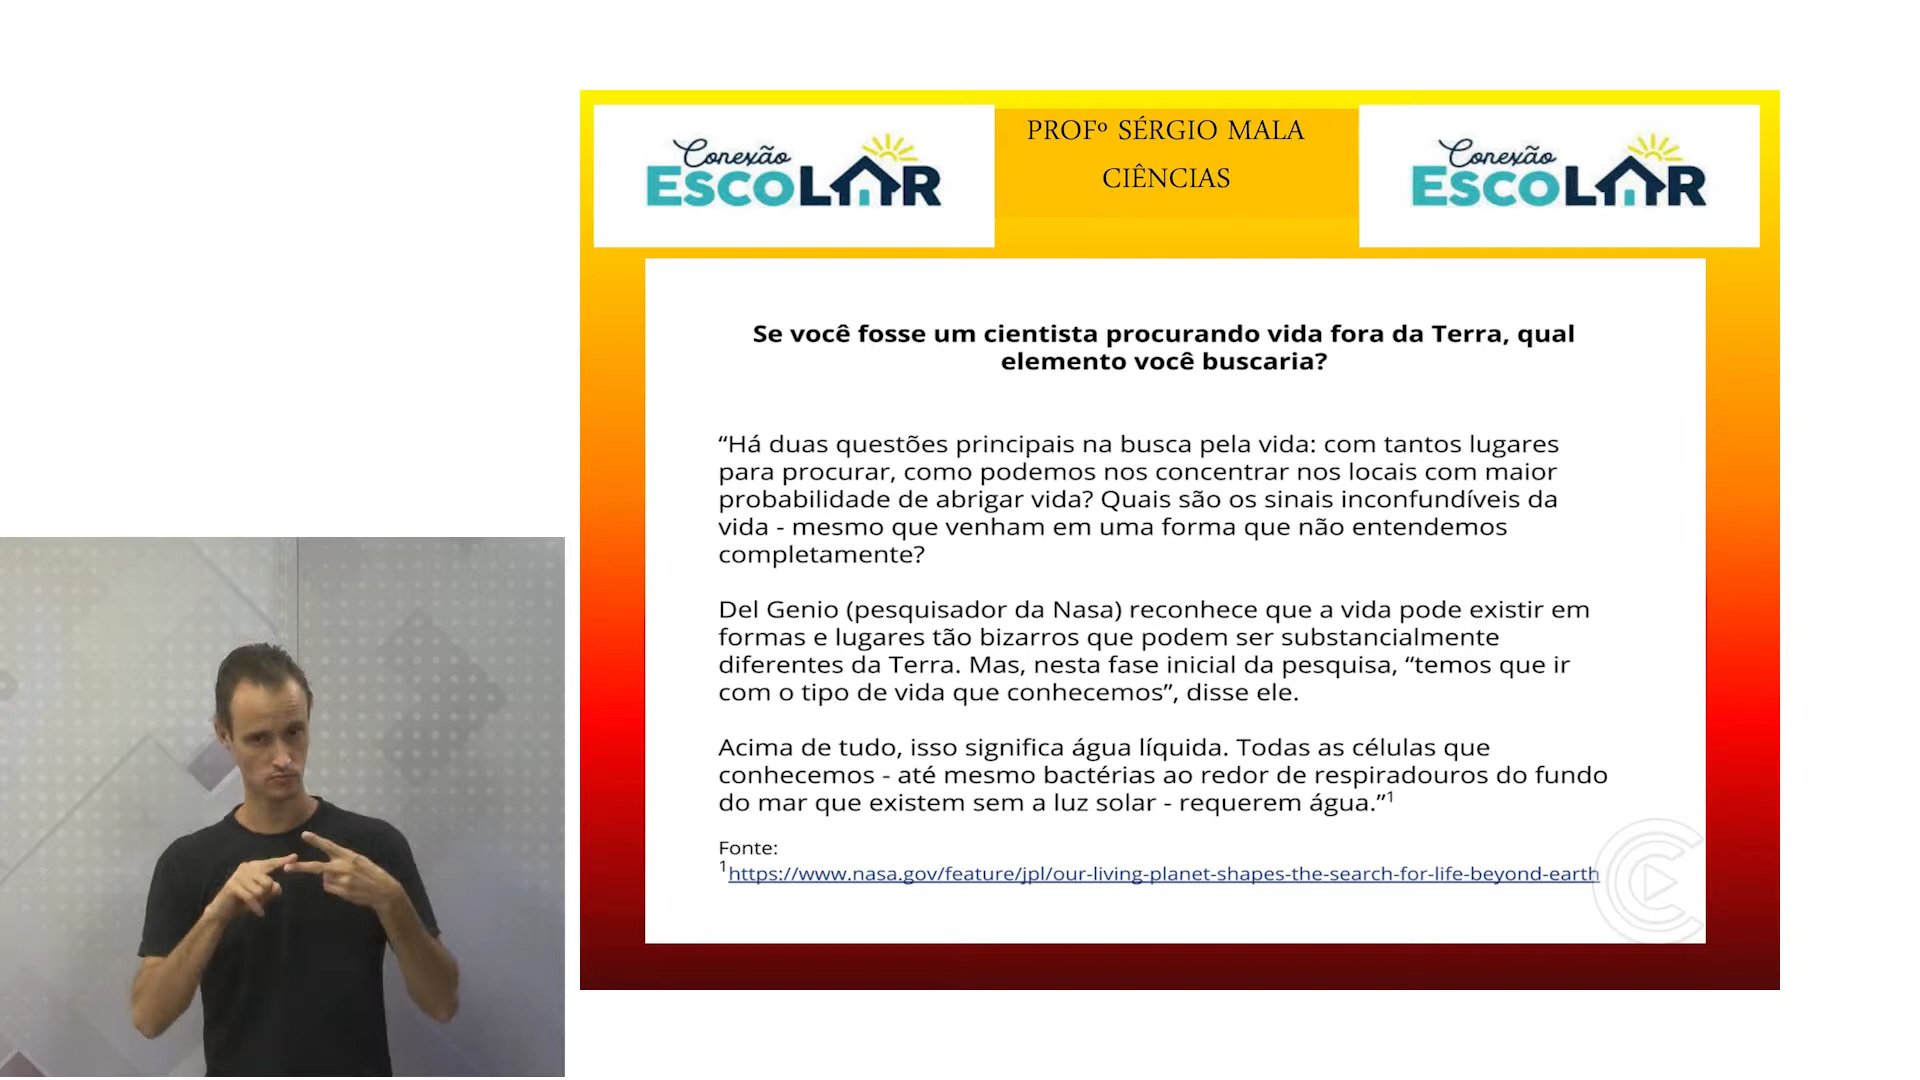 Conexão
ESCOLAR
PROFº SÉRGIO MALA
CIÊNCIAS
Conexão
ESCOLAR
Se você fosse um cientista procurando vida fora da Terra, qual
elemento você buscaria?
“Há duas questões principais na busca pela vida: com tantos lugares
para procurar, como podemos nos concentrar nos locais com maior
probabilidade de abrigar vida? Quais são os sinais inconfundíveis da
vida - mesmo que venham em uma forma que não entendemos
completamente?
Del Genio (pesquisador da Nasa) reconhece que a vida pode existir em
formas e lugares tão bizarros que podem ser substancialmente
diferentes da Terra. Mas, nesta fase inicial da pesquisa, “temos que ir
com o tipo de vida que conhecemos”, disse ele.
Acima de tudo, isso significa água líquida. Todas as células que
conhecemos - até mesmo bactérias ao redor de respiradouros do fundo
do mar que existem sem a luz solar - requerem água.”¹
Fonte:
¹https://www.nasa.gov/feature/jpl/our-living-planet-shapes-the-search-for-life-beyond-earth